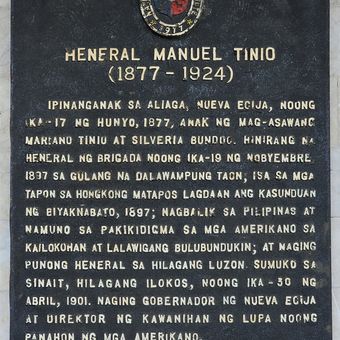 1977
HENERAL MANUEL TINIO
(1877 - 1924)
IPINANGANAK SA ALIAGA, NUEVA ECIJA, NOONG
IKA-17 NG HUNYO, 1877, ANAK NG MAG-ASAWANG
MARIANO TINIO AT SILVERIA BUNDOC. HINIRANG NA
HENERAL NG BRIGADA NOONG IKA-19 NG NOBYEMBRE,
1897 SA GULANG NA DALAWAMPUNG TAON; ISA SA MGA
TAPON SA HONGKONG MATAPOS LAGDAAN ANG KASUNDUAN
NG BIYAKNABATO, 1897; NAGBALIK SA PILIPINAS AT
NAMUNO SA PAKIKIDIGMA SA MGA AMERIKANO SA
KAILOKOHAN AT LALAWIGANG BULUBUNDUKIN; AT NAGING
PUNONG HENERAL SA HILAGANG LUZON. SUMUKO SA
SINAIT, HILAGANG ILOKOS, NOONG IKA-30 NG
ABRIL, 1901. NAGING GOBERNADOR NG NUEVA ECIJA
AT DIREKTOR NG KAWANIHAN NG LUPA NOONG
PANAHON NG MGA AMERIKANO.